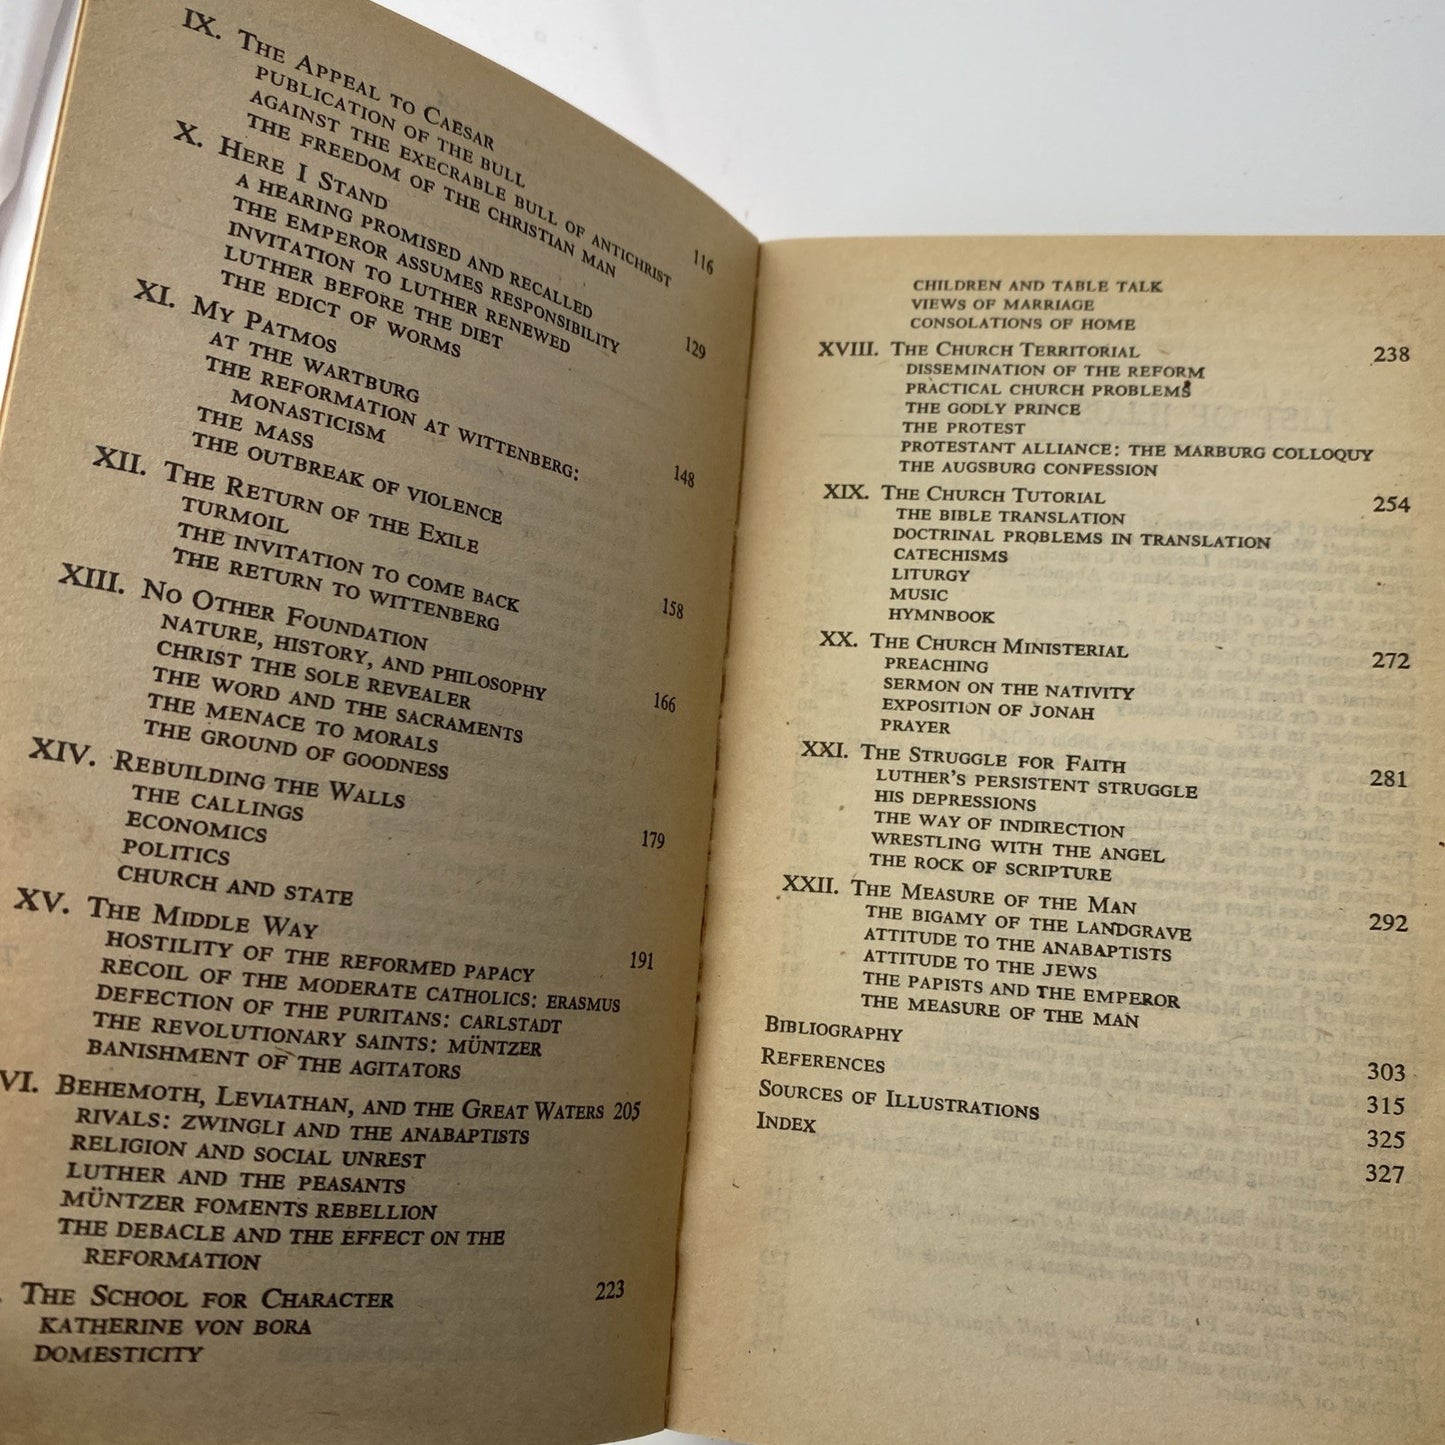 IX. The Appeal to Caesar 116
PUBLICATION OF THE BULL
AGAINST THE EXECRABLE BULL OF ANTICHRIST
THE FREEDOM OF THE CHRISTIAN MAN
X. Here I Stand 129
A HEARING PROMISED AND RECALLED
THE EMPEROR ASSUMES RESPONSIBILITY
INVITATION TO LUTHER RENEWED
LUTHER BEFORE THE DIET
THE EDICT OF WORMS
XI. My Patmos 148
AT THE WARTBURG
THE REFORMATION AT WITTENBERG:
MONASTICISM
THE MASS
THE OUTBREAK OF VIOLENCE
XII. The Return of the Exile 158
TURMOIL
THE INVITATION TO COME BACK
THE RETURN TO WITTENBERG
XIII. No Other Foundation 166
NATURE, HISTORY, AND PHILOSOPHY
CHRIST THE SOLE REVEALER
THE WORD AND THE SACRAMENTS
THE MENACE TO MORALS
THE GROUND OF GOODNESS
XIV. Rebuilding the Walls 179
THE CALLINGS
ECONOMICS
POLITICS
CHURCH AND STATE
XV. The Middle Way 191
HOSTILITY OF THE REFORMED PAPACY
RECOIL OF THE MODERATE CATHOLICS: ERASMUS
DEFECTION OF THE PURITANS: CARLSTADT
THE REVOLUTIONARY SAINTS: MÜNTZER
BANISHMENT OF THE AGITATORS
VI. Behemoth, Leviathan, and the Great Waters 205
RIVALS: ZWINGLI AND THE ANABAPTISTS
RELIGION AND SOCIAL UNREST
LUTHER AND THE PEASANTS
MÜNTZER FOMENTS REBELLION
THE DEBACLE AND THE EFFECT ON THE
REFORMATION
. The School for Character 223
KATHERINE VON BORA
DOMESTICITY
CHILDREN AND TABLE TALK
VIEWS OF MARRIAGE
CONSOLATIONS OF HOME
XVIII. The Church Territorial 238
DISSEMINATION OF THE REFORM
PRACTICAL CHURCH PROBLEMS
THE GODLY PRINCE
THE PROTEST
PROTESTANT ALLIANCE: THE MARBURG COLLOQUY
THE AUGSBURG CONFESSION
XIX. The Church Tutorial 254
THE BIBLE TRANSLATION
DOCTRINAL PROBLEMS IN TRANSLATION
CATECHISMS
LITURGY
MUSIC
HYMNBOOK
XX. The Church Ministerial 272
PREACHING
SERMON ON THE NATIVITY
EXPOSITION OF JONAH
PRAYER
XXI. The Struggle for Faith 281
LUTHER'S PERSISTENT STRUGGLE
HIS DEPRESSIONS
THE WAY OF INDIRECTION
WRESTLING WITH THE ANGEL
THE ROCK OF SCRIPTURE
XXII. The Measure of the Man 292
THE BIGAMY OF THE LANDGRAVE
ATTITUDE TO THE ANABAPTISTS
ATTITUDE TO THE JEWS
THE PAPISTS AND THE EMPEROR
THE MEASURE OF THE MAN
Bibliography 303
References 315
Sources of Illustrations 325
Index 327